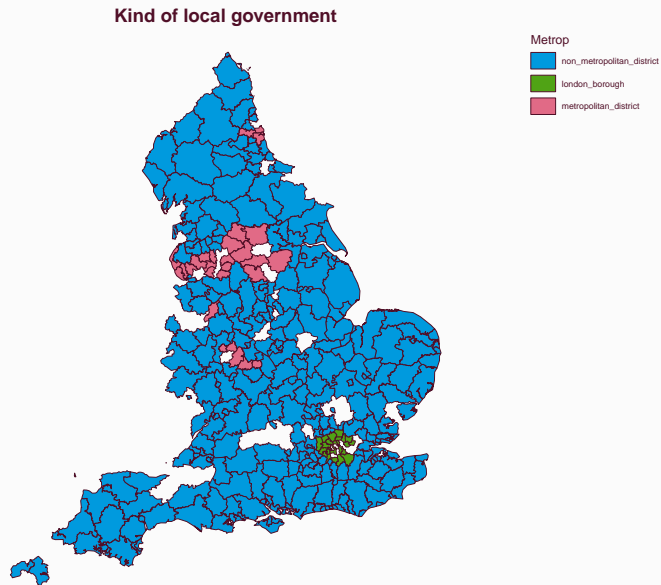 Kind of local government
Metrop
non_metropolitan_district
london_borough
metropolitan_district